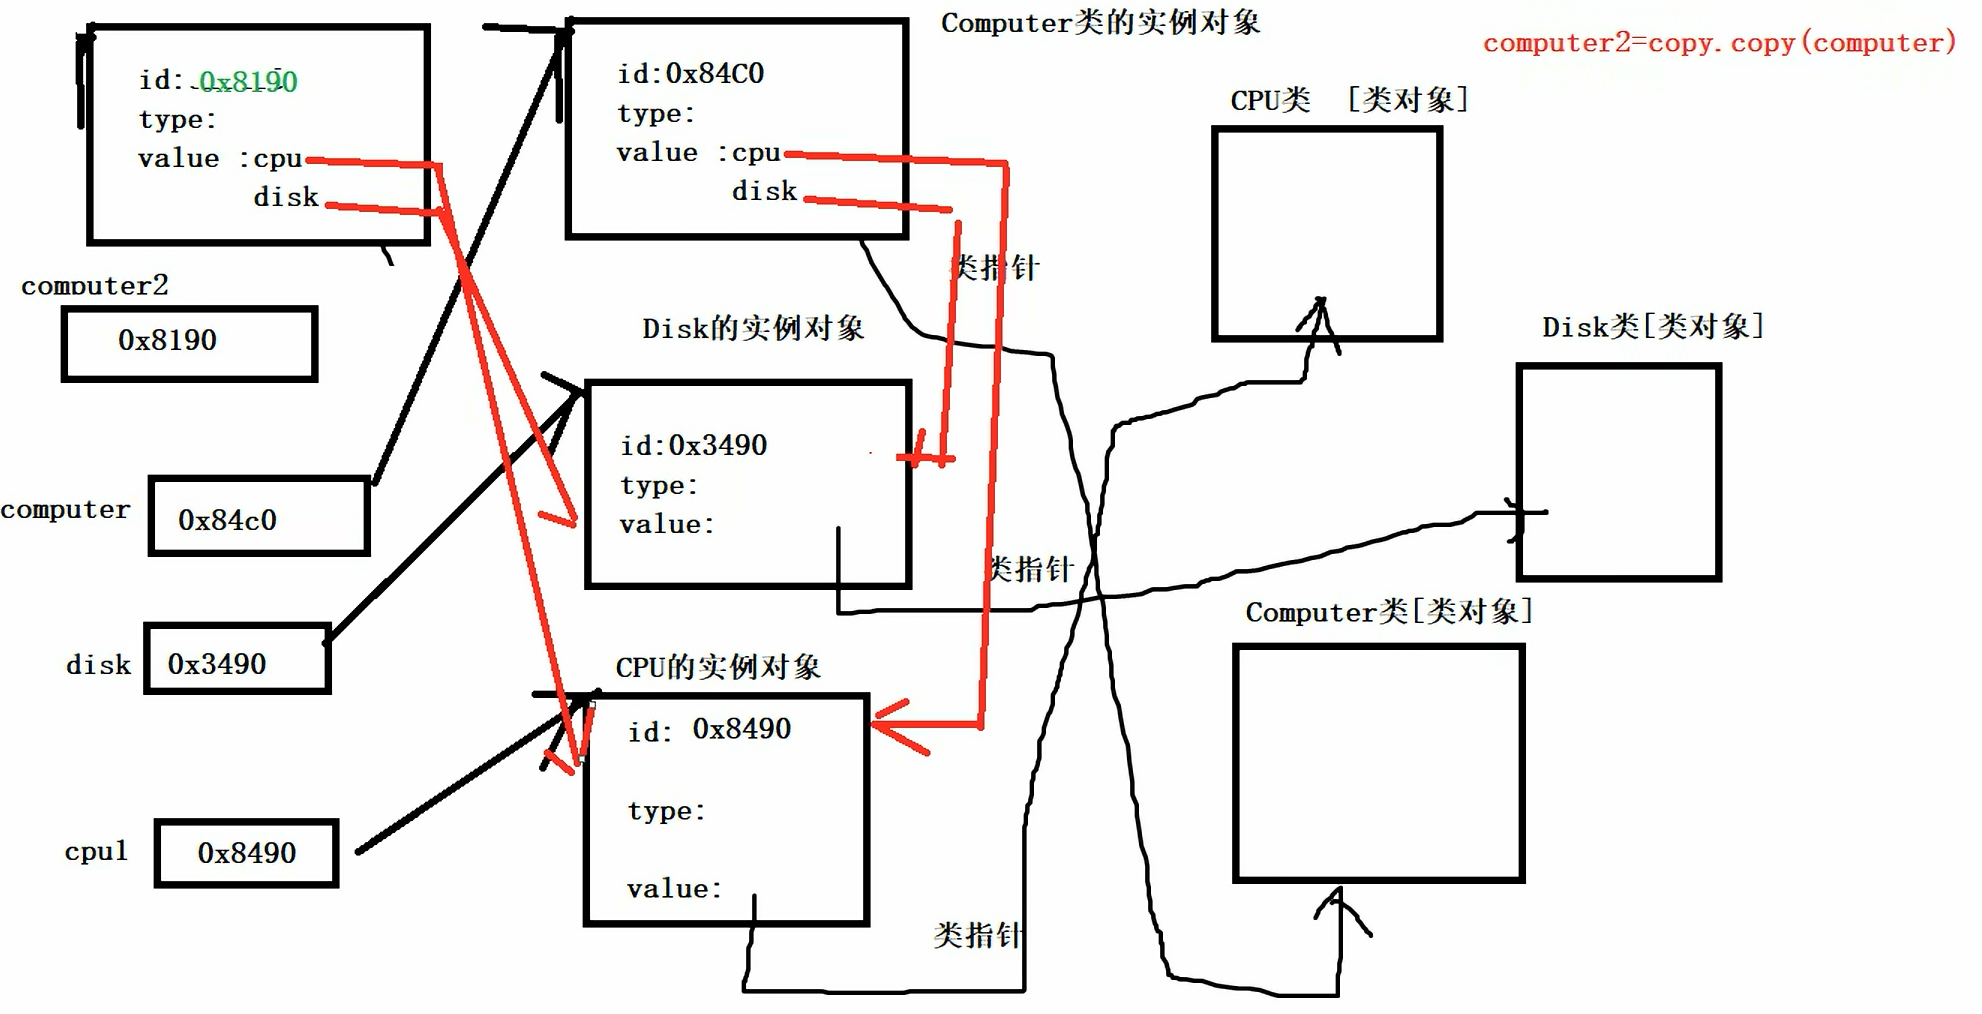 Computer类的实例对象
computer2=copy.copy(computer)
id:0x8190
type:
value :cpu
disk
id:0x84C0
type:
value :cpu
disk
CPU类 [类对象]
类指针
computer2
0x8190
Disk的实例对象
Disk类[类对象]
id:0x3490
type:
value:
computer
0x84c0
类指针
Computer类[类对象]
disk
0x3490
CPU的实例对象
id: 0x8490
type:
value:
cpu1
0x8490
类指针